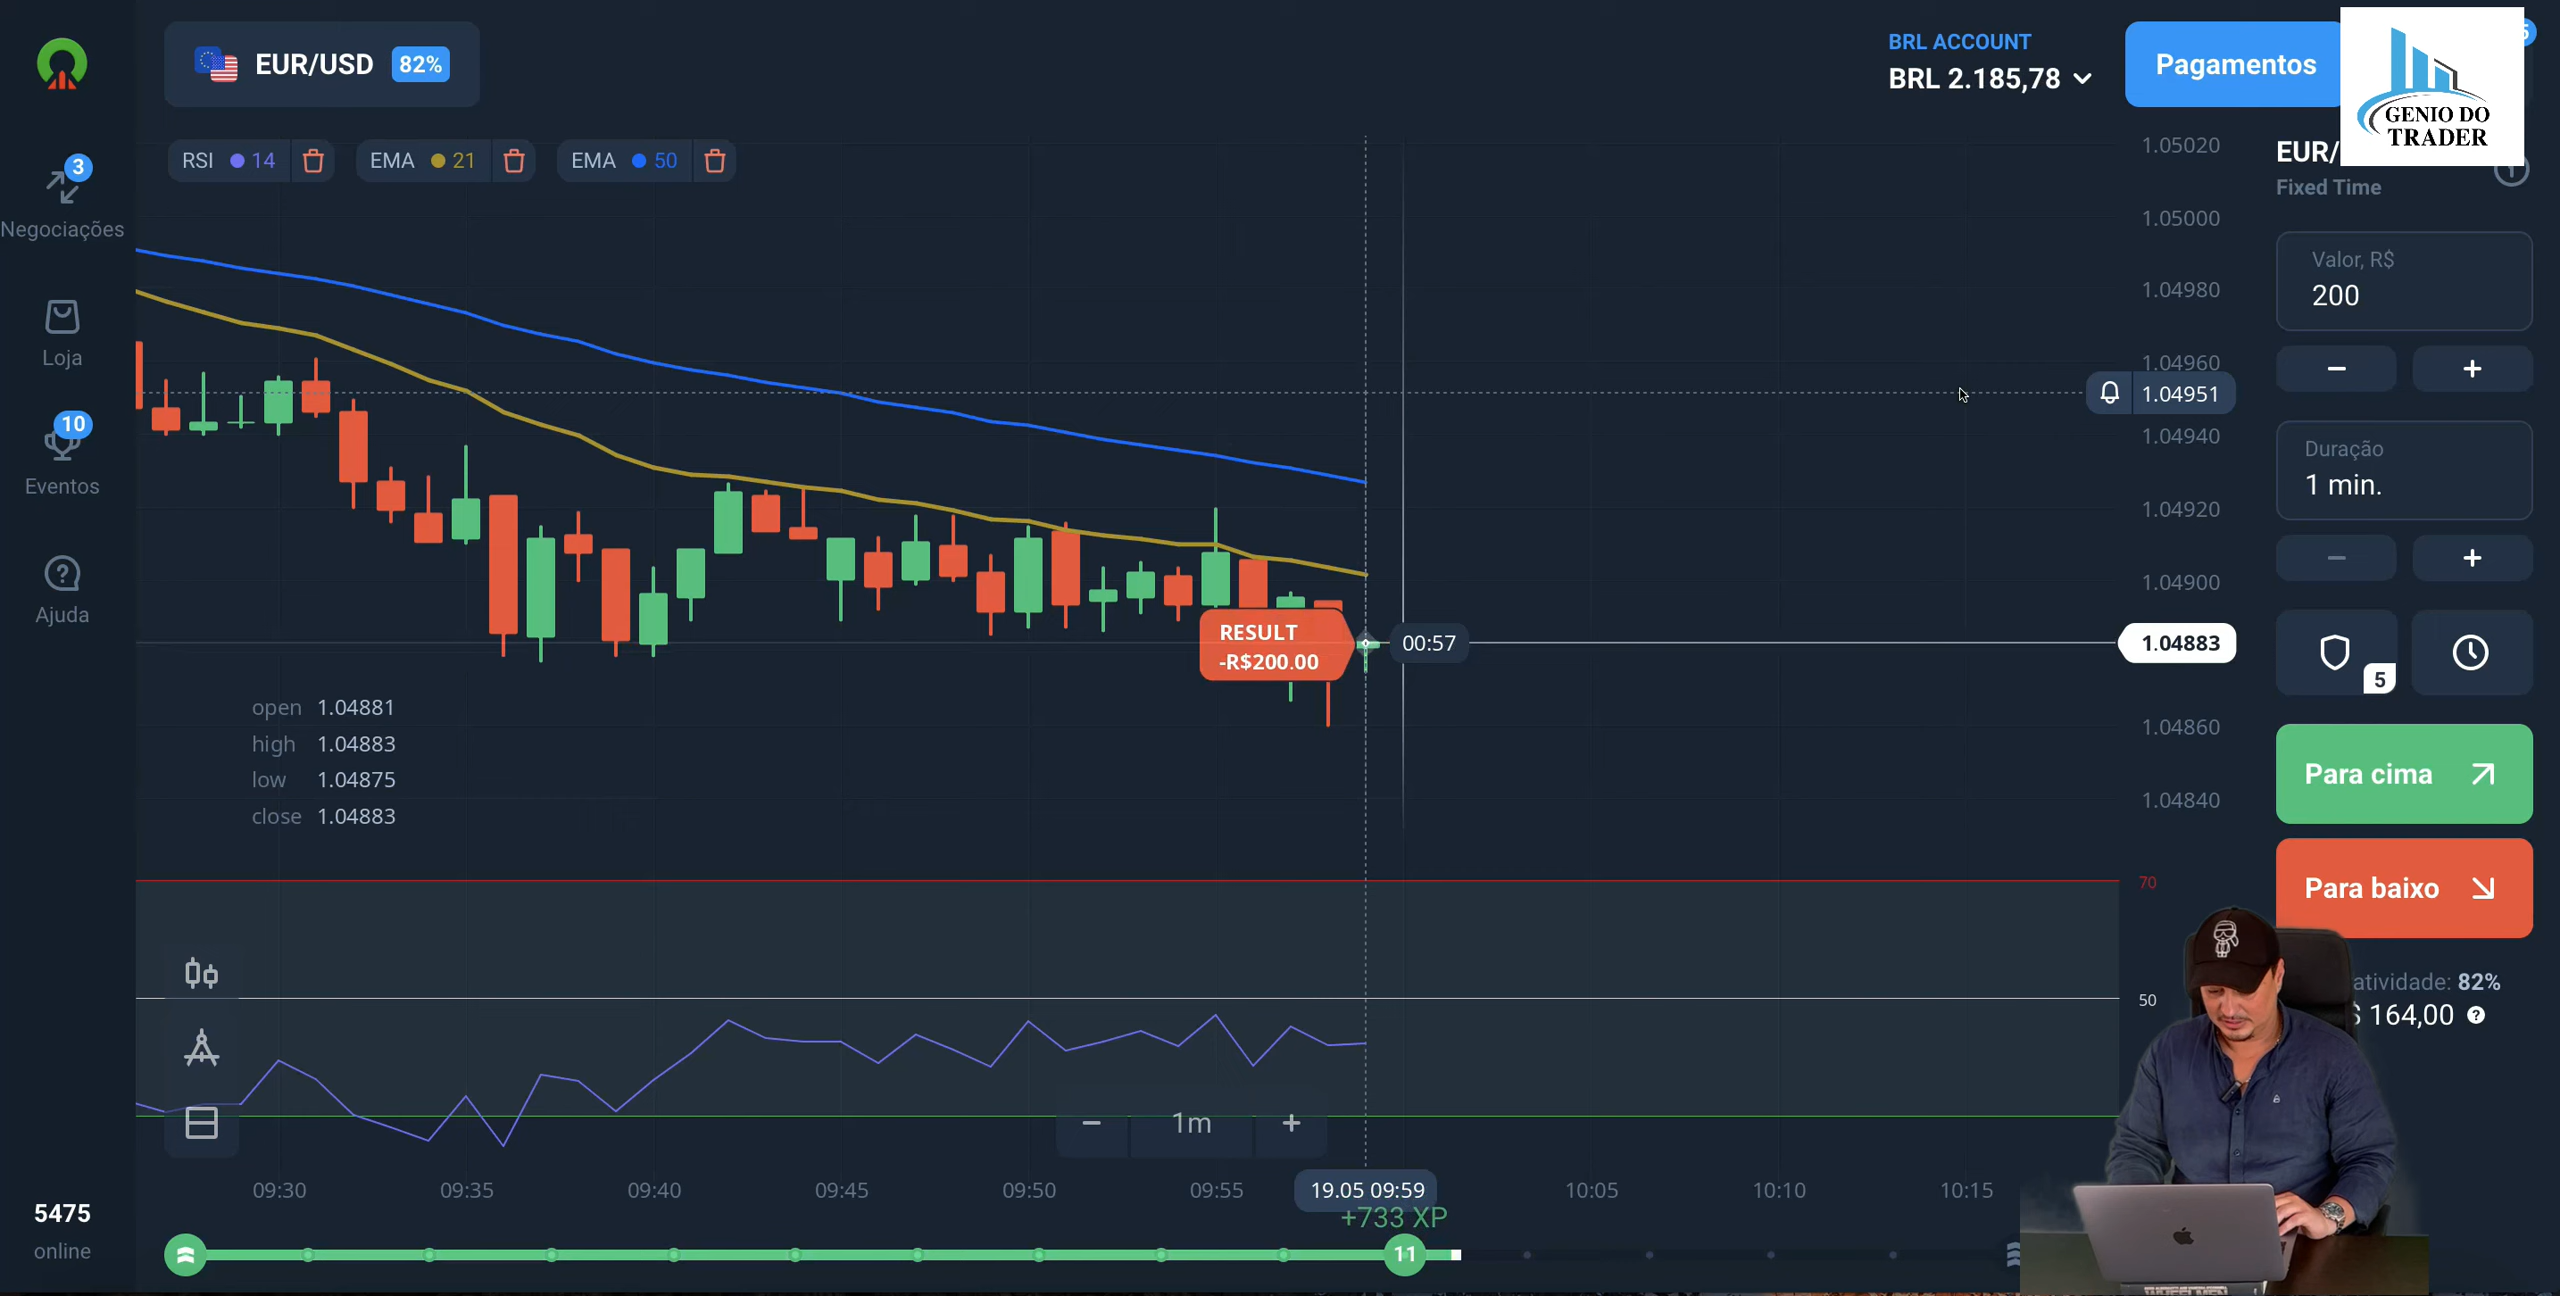 EUR/USD 82%
BRL ACCOUNT
BRL 2.185,78
Pagamentos
5
GENIO DO
TRADER
RSI 14
EMA 21
EMA 50
3
Negociações
Loja
10
Eventos
Ajuda
5475
online
1.05020
1.05000
1.04980
1.04960
1.04951
1.04940
1.04920
1.04900
1.04883
1.04860
1.04840
EUR/
Fixed Time
Valor, R$
200
Duração
1 min.
5
Para cima
Para baixo
atividade: 82%
164,00
RESULT
-R$200.00
00:57
open 1.04881
high 1.04883
low 1.04875
close 1.04883
70
50
1m
09:30
09:35
09:40
09:45
09:50
09:55
19.05 09:59
10:05
10:10
10:15
+733 XP
11